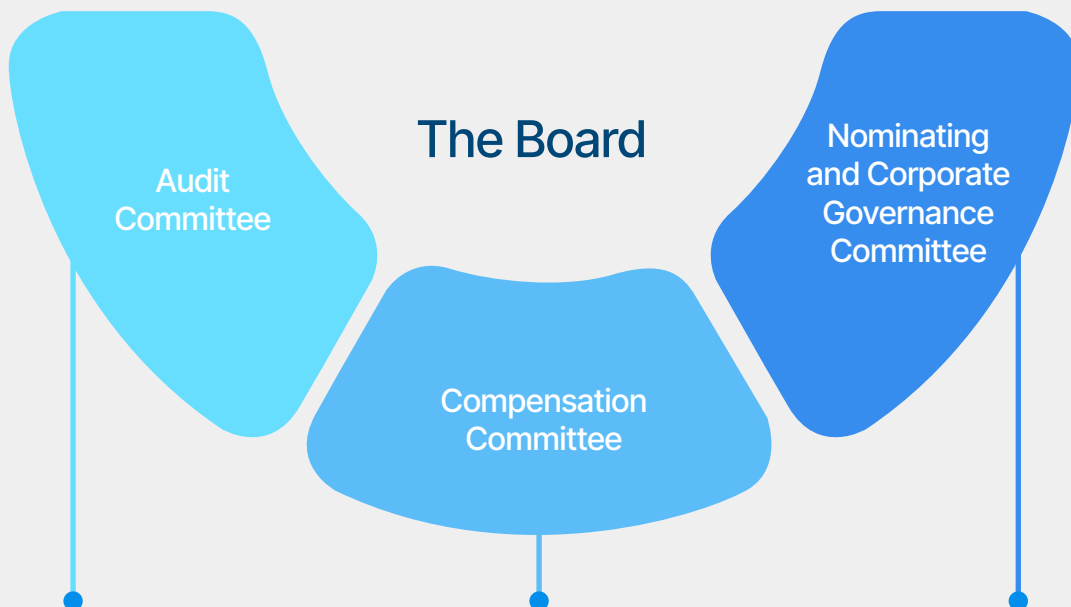 The Board
Audit
Committee
Compensation
Committee
Nominating
and Corporate
Governance
Committee